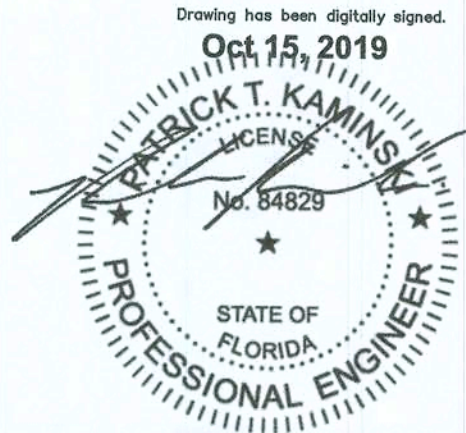 Drawing has been digitally signed.
Oct 15, 2019
PATRICK T. KAMINSKI
LICENSE
No. 84829
STATE OF
FLORIDA
PROFESSIONAL ENGINEER